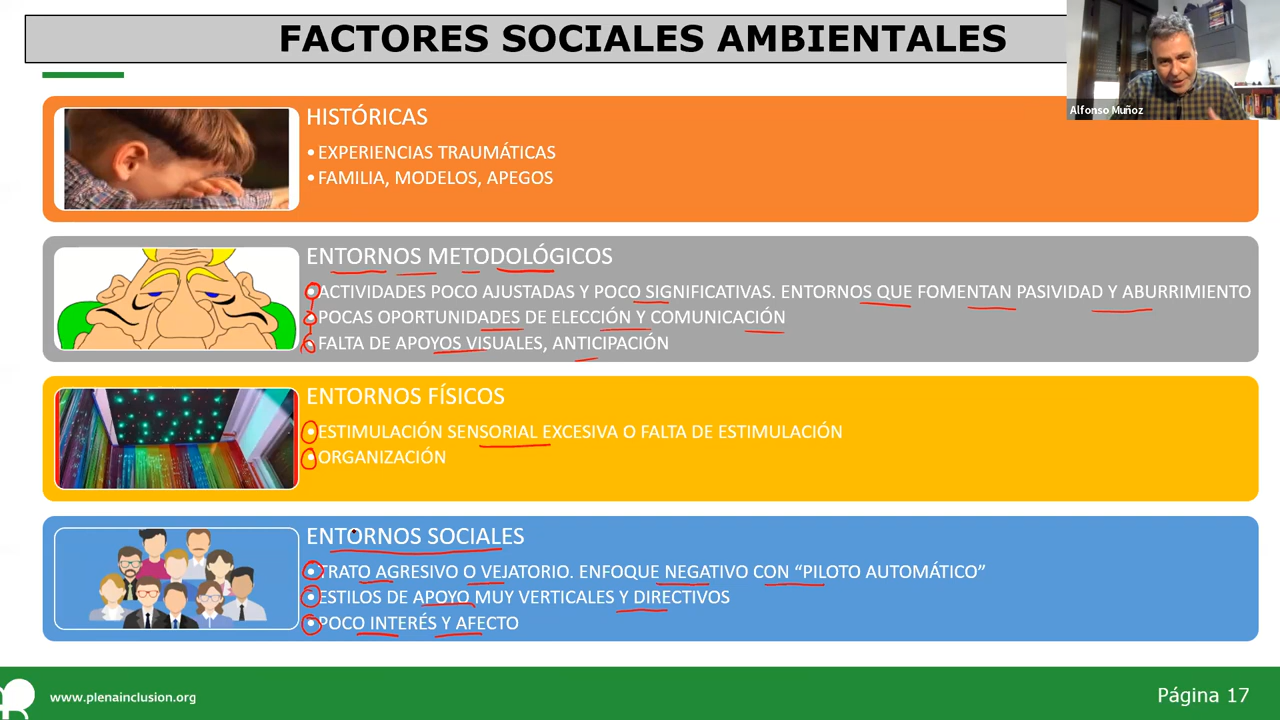 FACTORES SOCIALES AMBIENTALES
Alfonso Muñoz
HISTÓRICAS
•EXPERIENCIAS TRAUMÁTICAS
•FAMILIA, MODELOS, APEGOS
ENTORNOS METODOLÓGICOS
•ACTIVIDADES POCO AJUSTADAS Y POCO SIGNIFICATIVAS. ENTORNOS QUE FOMENTAN PASIVIDAD Y ABURRIMIENTO
•POCAS OPORTUNIDADES DE ELECCIÓN Y COMUNICACIÓN
•FALTA DE APOYOS VISUALES, ANTICIPACIÓN
ENTORNOS FÍSICOS
•ESTIMULACIÓN SENSORIAL EXCESIVA O FALTA DE ESTIMULACIÓN
•ORGANIZACIÓN
ENTORNOS SOCIALES
•TRATO AGRESIVO O VEJATORIO. ENFOQUE NEGATIVO CON “PILOTO AUTOMÁTICO”
•ESTILOS DE APOYO MUY VERTICALES Y DIRECTIVOS
•POCO INTERÉS Y AFECTO
www.plenainclusion.org
Página 17